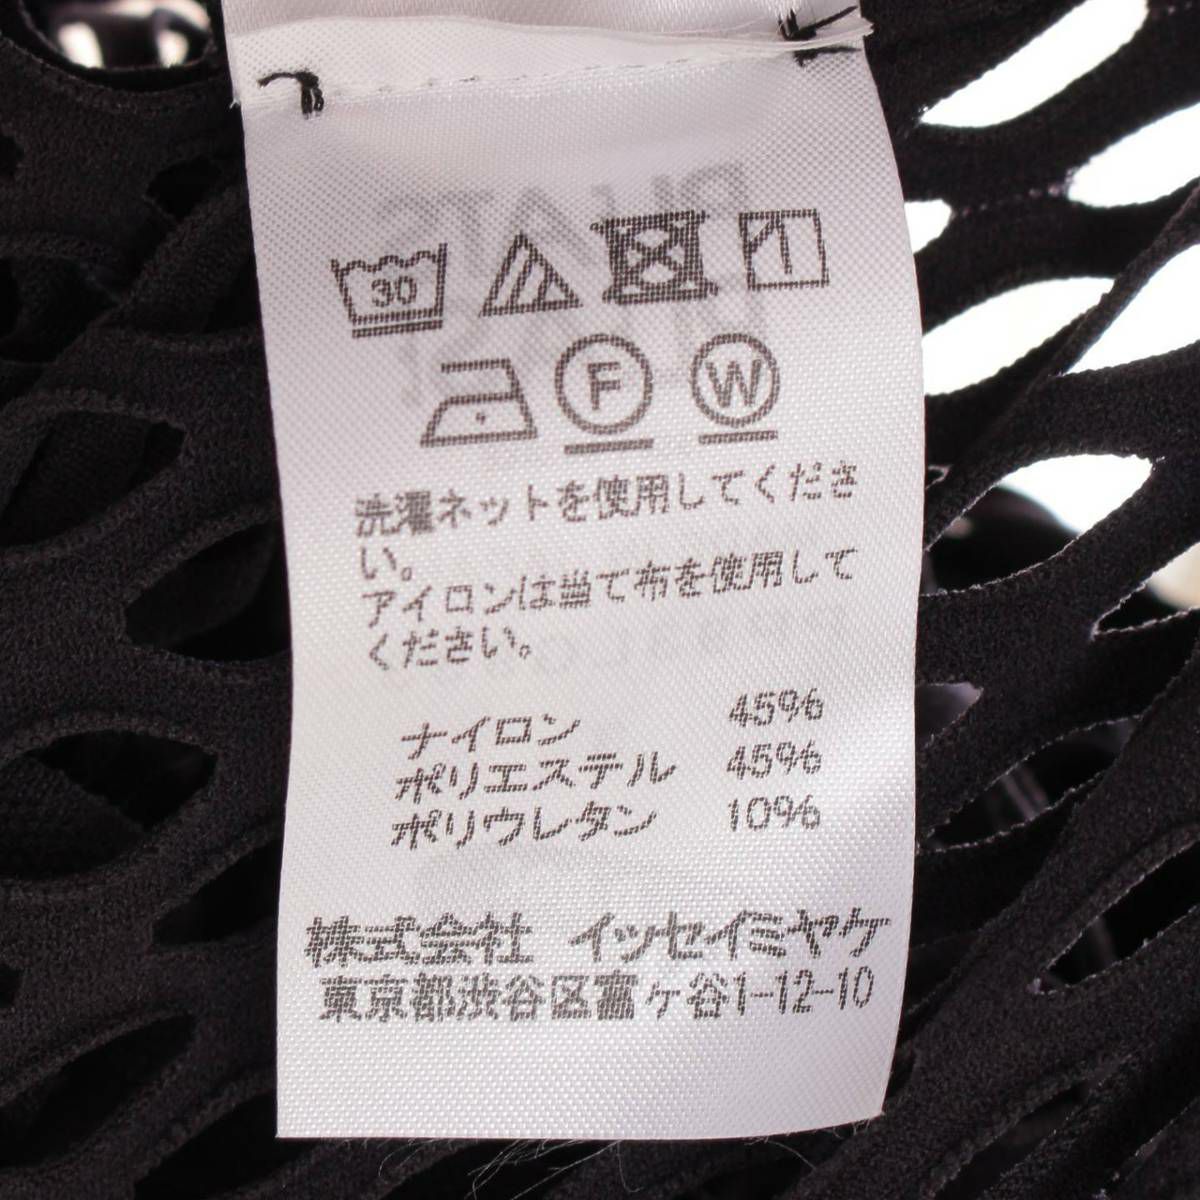 30
F W
洗濯ネットを使用してくださ
い。
アイロンは当て布を使用して
ください。
ナイロン 45%
ポリエステル 45%
ポリウレタン 10%
株式会社 イッセイミヤケ
東京都渋谷区富ヶ谷1-12-10